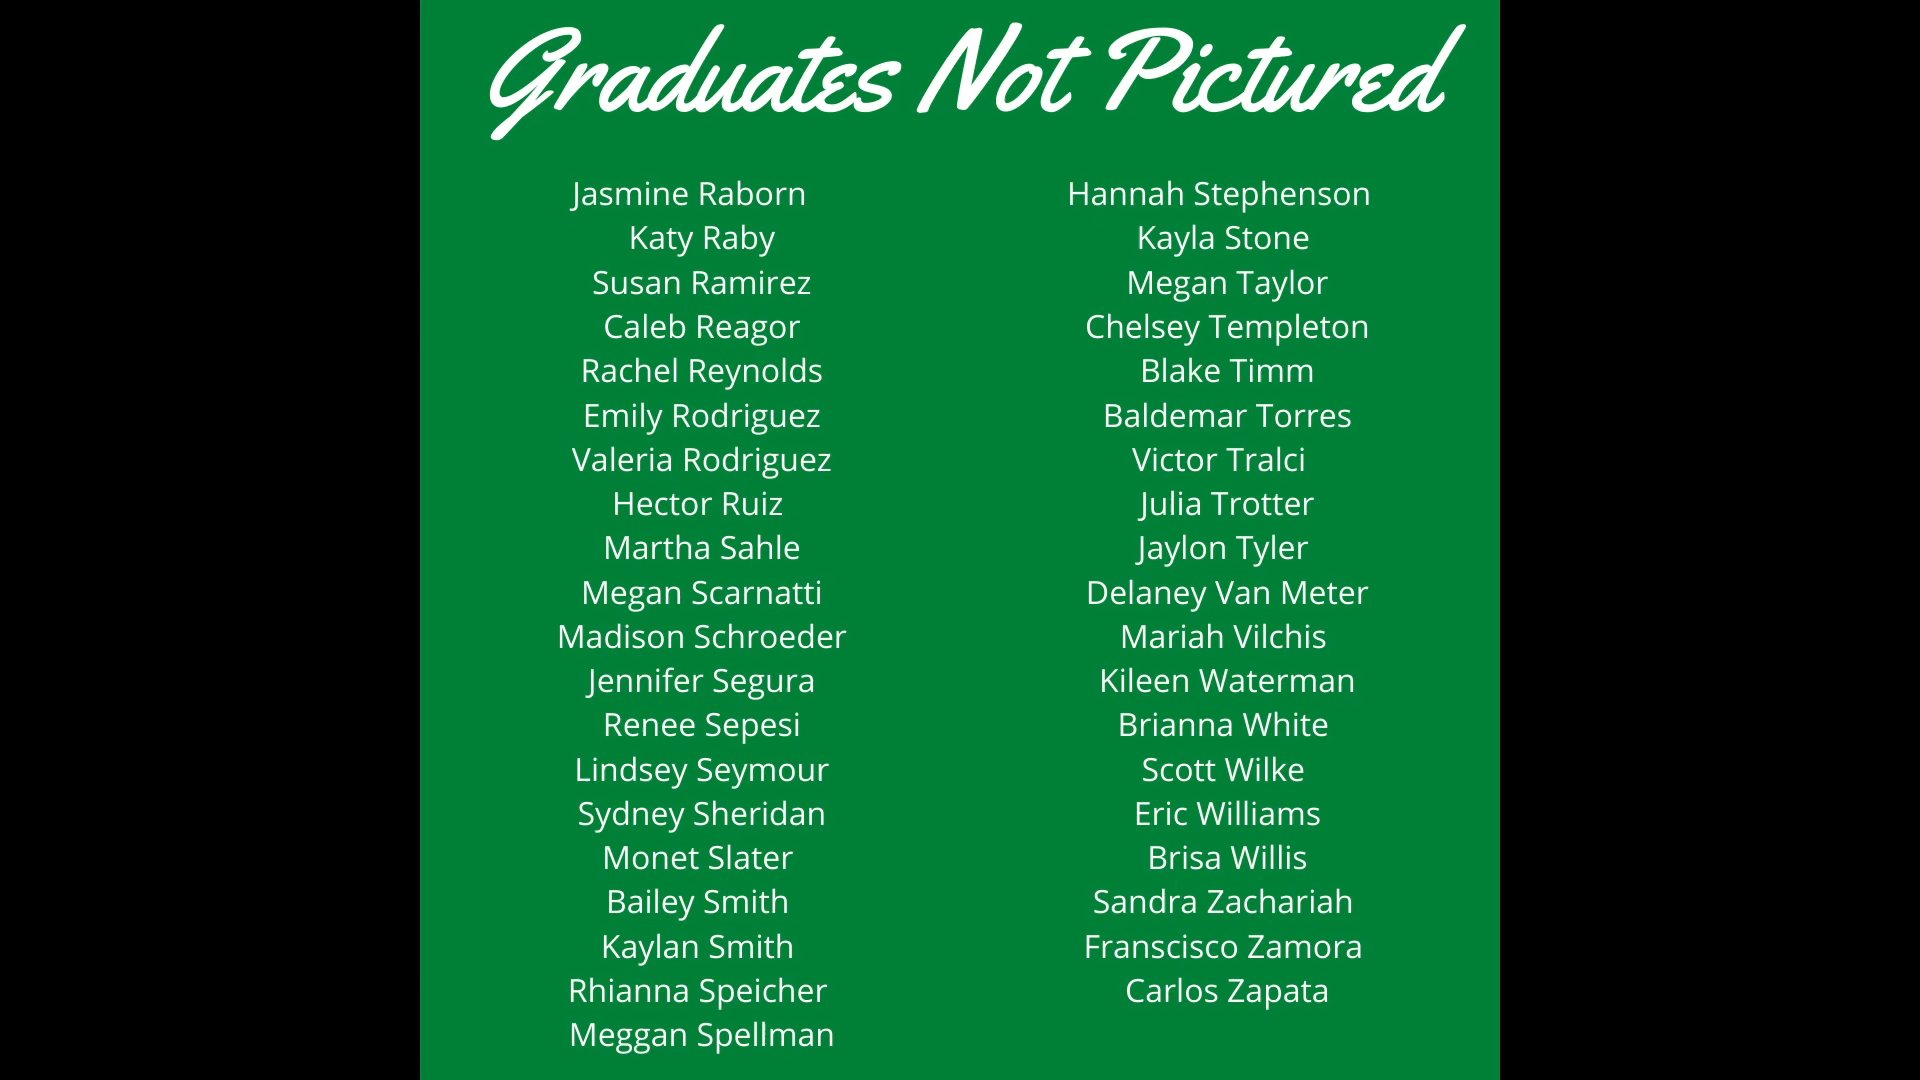 Graduates Not Pictured
Jasmine Raborn
Katy Raby
Susan Ramirez
Caleb Reagor
Rachel Reynolds
Emily Rodriguez
Valeria Rodriguez
Hector Ruiz
Martha Sahle
Megan Scarnatti
Madison Schroeder
Jennifer Segura
Renee Sepesi
Lindsey Seymour
Sydney Sheridan
Monet Slater
Bailey Smith
Kaylan Smith
Rhianna Speicher
Meggan Spellman
Hannah Stephenson
Kayla Stone
Megan Taylor
Chelsey Templeton
Blake Timm
Baldemar Torres
Victor Tralci
Julia Trotter
Jaylon Tyler
Delaney Van Meter
Mariah Vilchis
Kileen Waterman
Brianna White
Scott Wilke
Eric Williams
Brisa Willis
Sandra Zachariah
Franscisco Zamora
Carlos Zapata